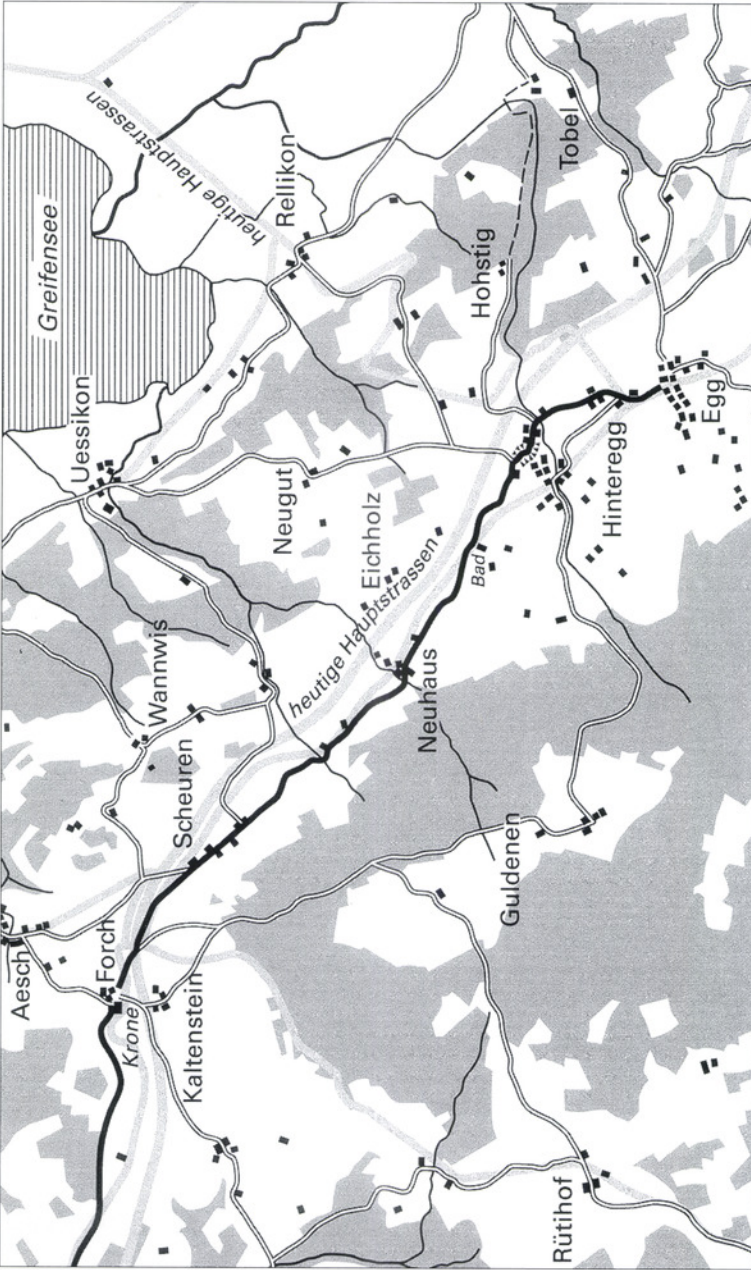 Greifensee
heutige Hauptstrassen
Rellikon
Tobel
Hohstig
Uessikon
Neugut
Eichholz
heutige Hauptstrassen
Bad
Hinteregg
Egg
Wannwis
Scheuren
Neuhaus
Guldenen
Aesch
Forch
Krone
Kaltenstein
Rütihof